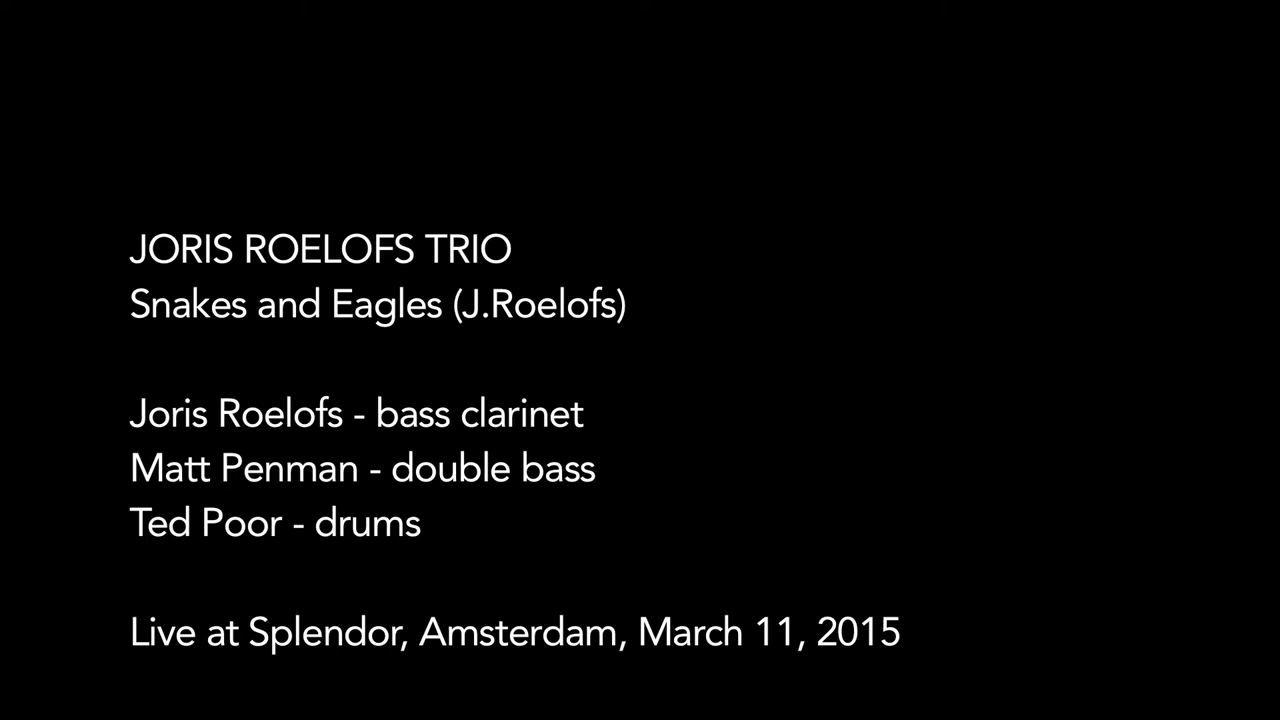 JORIS ROELOFS TRIO
Snakes and Eagles (J.Roelofs)
Joris Roelofs - bass clarinet
Matt Penman - double bass
Ted Poor - drums
Live at Splendor, Amsterdam, March 11, 2015